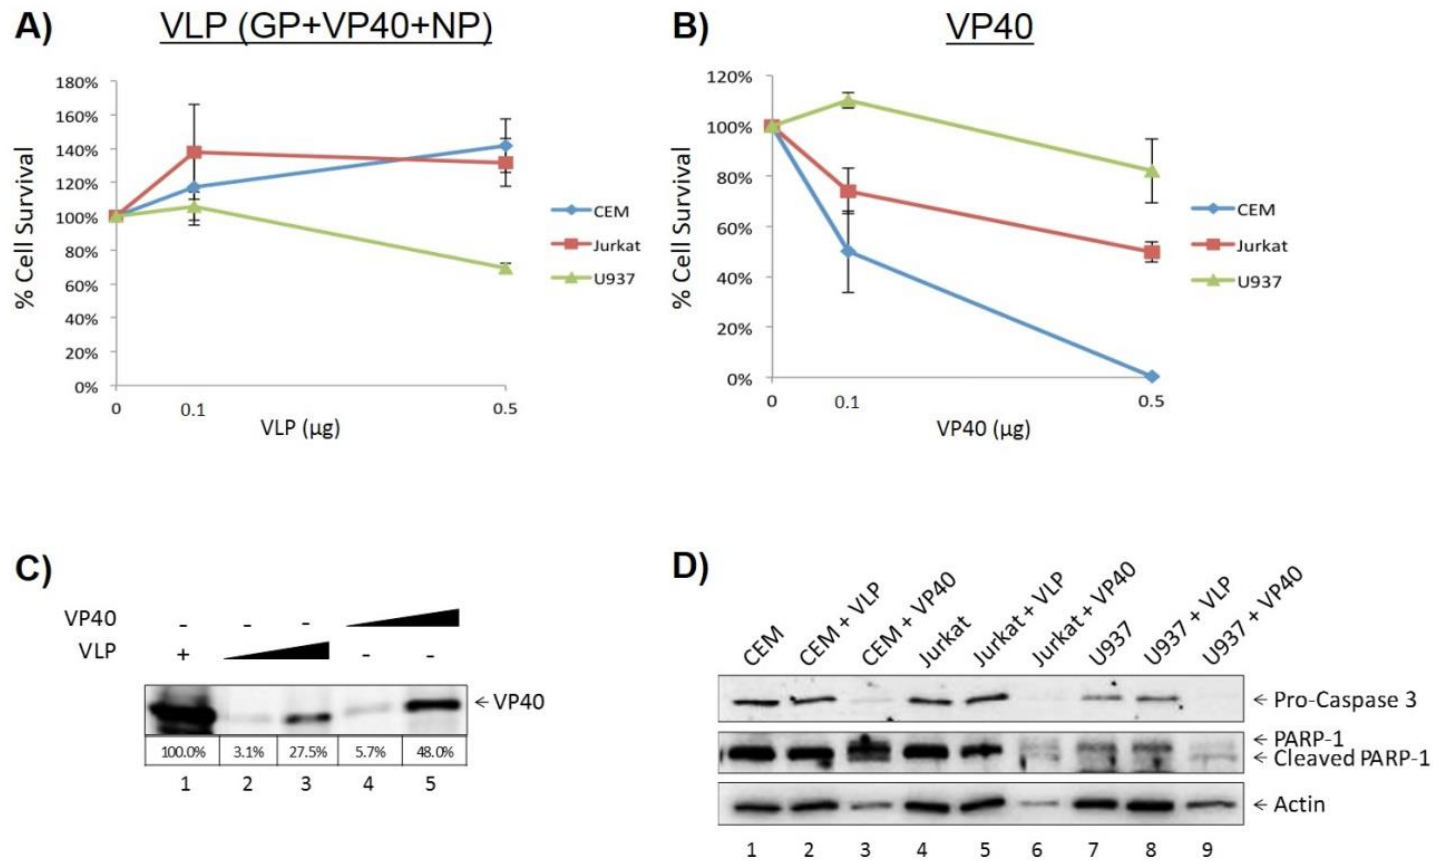 A) VLP (GP+VP40+NP)
180%
160%
140%
120%
100%
80%
60%
40%
20%
0%
% Cell Survival
0 0.1 0.5
VLP (µg)
CEM
Jurkat
U937
B) VP40
120%
100%
80%
60%
40%
20%
0%
% Cell Survival
0 0.1 0.5
VP40 (µg)
CEM
Jurkat
U937
C)
VP40 - - -
VLP + - -
← VP40
100.0% 3.1% 27.5% 5.7% 48.0%
1 2 3 4 5
D)
CEM
CEM + VLP
CEM + VP40
Jurkat
Jurkat + VLP
Jurkat + VP40
U937
U937 + VLP
U937 + VP40
← Pro-Caspase 3
← PARP-1
← Cleaved PARP-1
← Actin
1 2 3 4 5 6 7 8 9